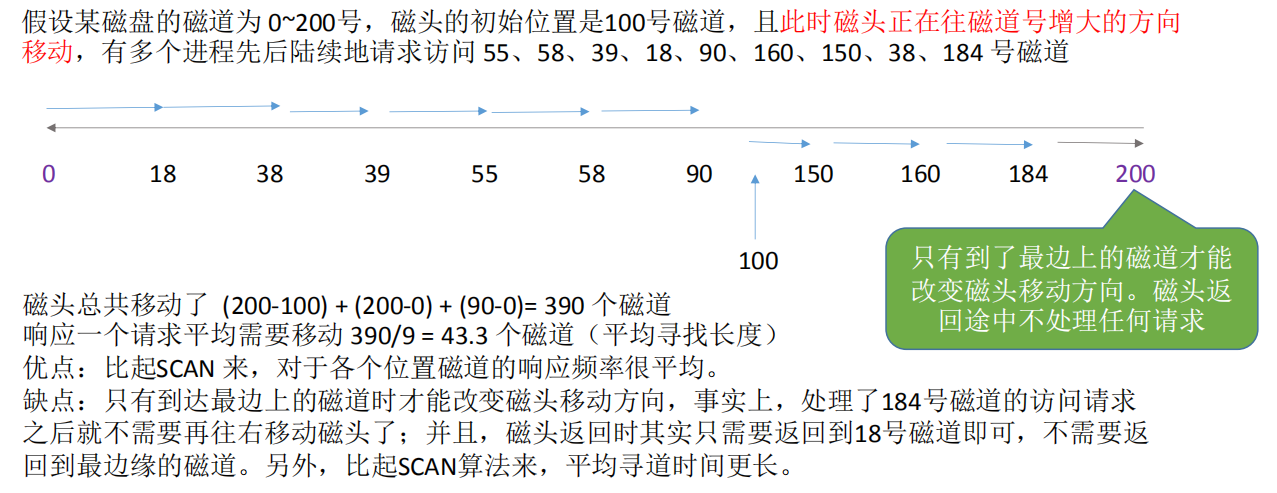 假设某磁盘的磁道为 0~200号，磁头的初始位置是100号磁道，且此时磁头正在往磁道号增大的方向
移动，有多个进程先后陆续地请求访问 55、58、39、18、90、160、150、38、184 号磁道
0 18 38 39 55 58 90 150 160 184 200
100
只有到了最边上的磁道才能
改变磁头移动方向。磁头返
回途中不处理任何请求
磁头总共移动了 (200-100) + (200-0) + (90-0)= 390 个磁道
响应一个请求平均需要移动 390/9 = 43.3 个磁道（平均寻找长度）
优点：比起SCAN 来，对于各个位置磁道的响应频率很平均。
缺点：只有到达最边上的磁道时才能改变磁头移动方向，事实上，处理了184号磁道的访问请求
之后就不需要再往右移动磁头了；并且，磁头返回时其实只需要返回到18号磁道即可，不需要返
回到最边缘的磁道。另外，比起SCAN算法来，平均寻道时间更长。